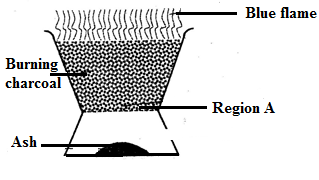 Blue flame
Burning
charcoal
Region A
Ash